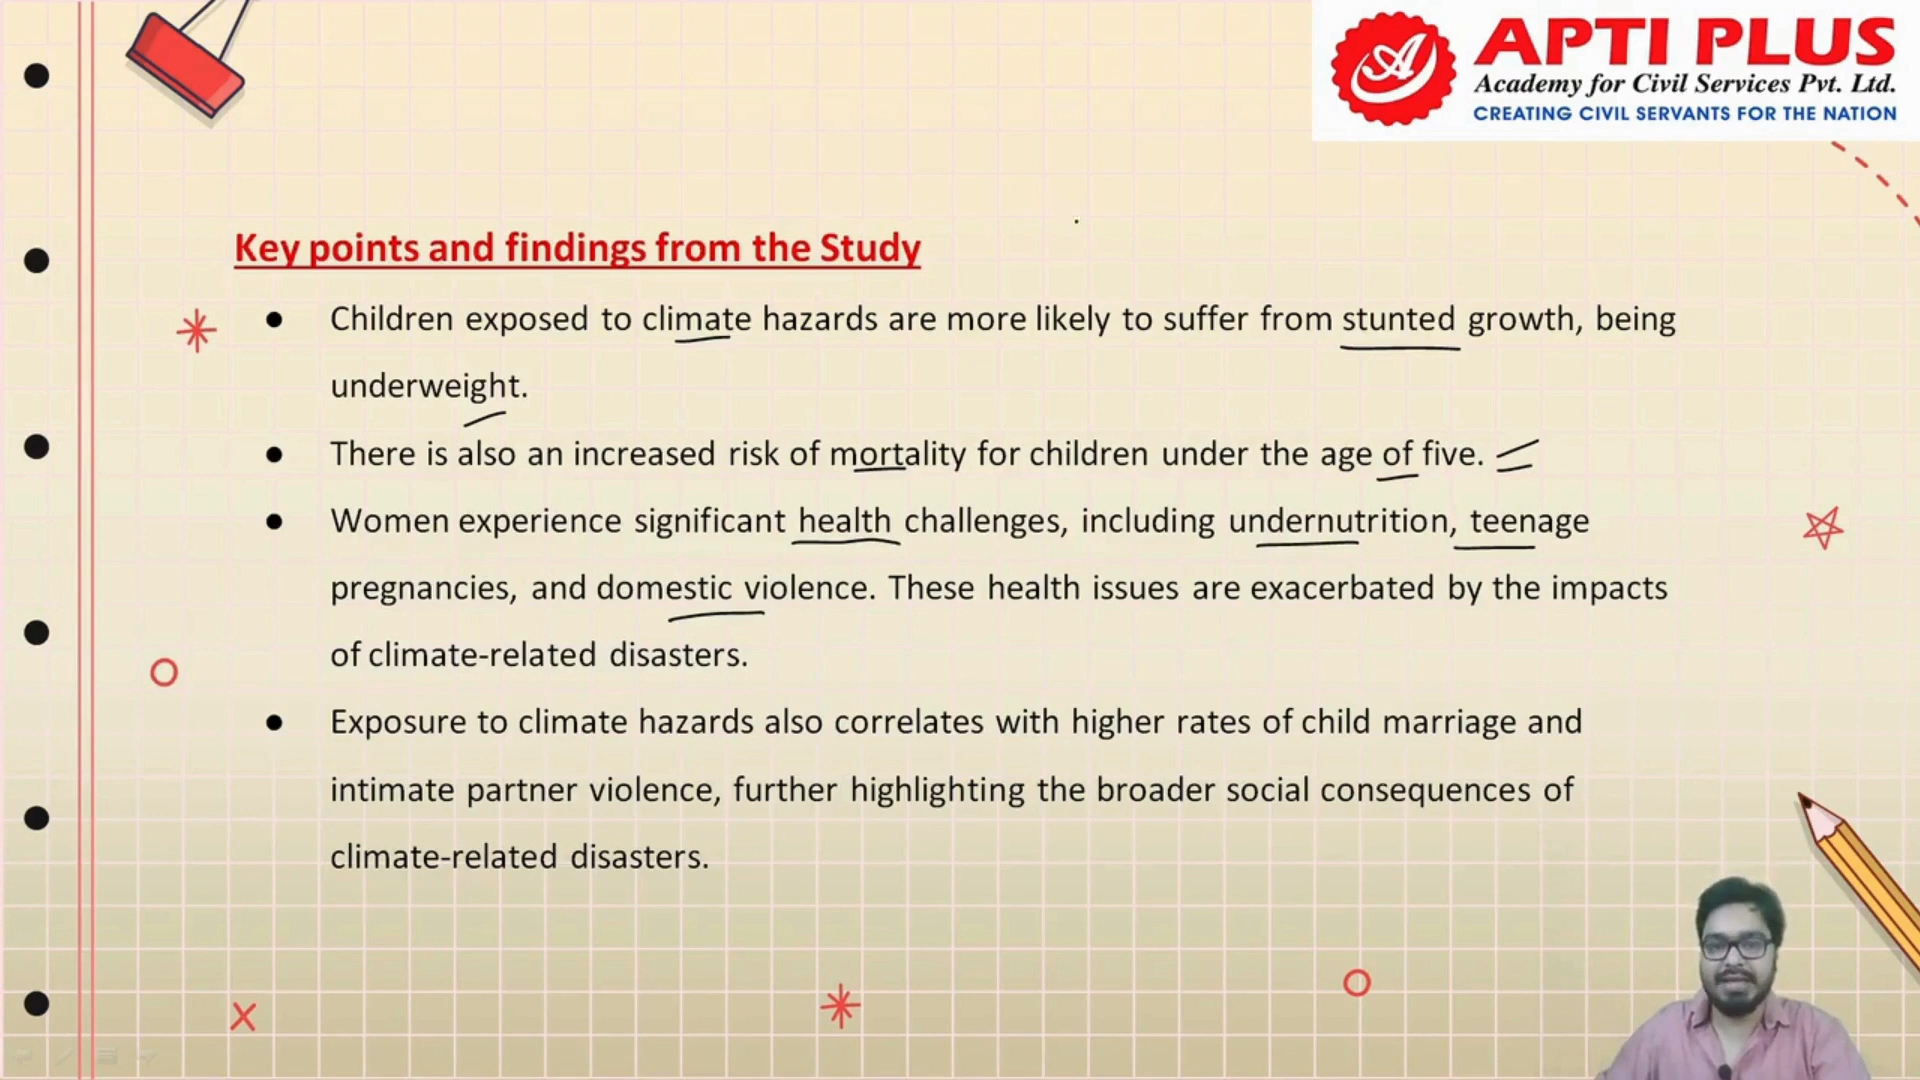 APTI PLUS
Academy for Civil Services Pvt. Ltd.
CREATING CIVIL SERVANTS FOR THE NATION
Key points and findings from the Study
● Children exposed to climate hazards are more likely to suffer from stunted growth, being
underweight.
● There is also an increased risk of mortality for children under the age of five.
● Women experience significant health challenges, including undernutrition, teenage
pregnancies, and domestic violence. These health issues are exacerbated by the impacts
of climate-related disasters.
● Exposure to climate hazards also correlates with higher rates of child marriage and
intimate partner violence, further highlighting the broader social consequences of
climate-related disasters.